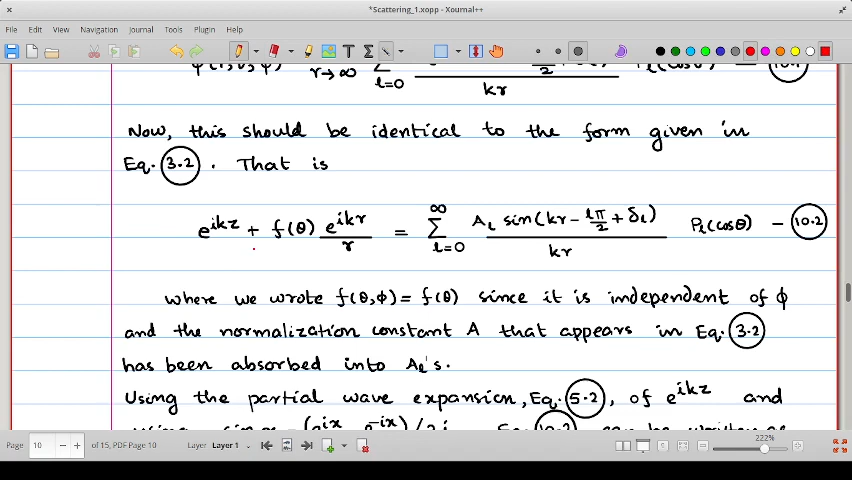 *Scattering_1.xopp - Xournal++
File Edit View Navigation Journal Tools Plugin Help
r→∞ l=0 kr
Now, this should be identical to the form given in
Eq. 3.2 . That is
e^{ikz} + f(θ) e^{ikr}/r = ∑_{l=0}^{∞} A_l sin(kr - lπ/2 + δ_l)/kr P_l(cosθ) - 10.2
where we wrote f(θ,ϕ) = f(θ) since it is independent of ϕ
and the normalization constant A that appears in Eq. 3.2
has been absorbed into A_l's.
Using the partial wave expansion, Eq. 5.2, of e^{ikz} and
Page 10 of 15, PDF Page 10 Layer Layer 1 222%